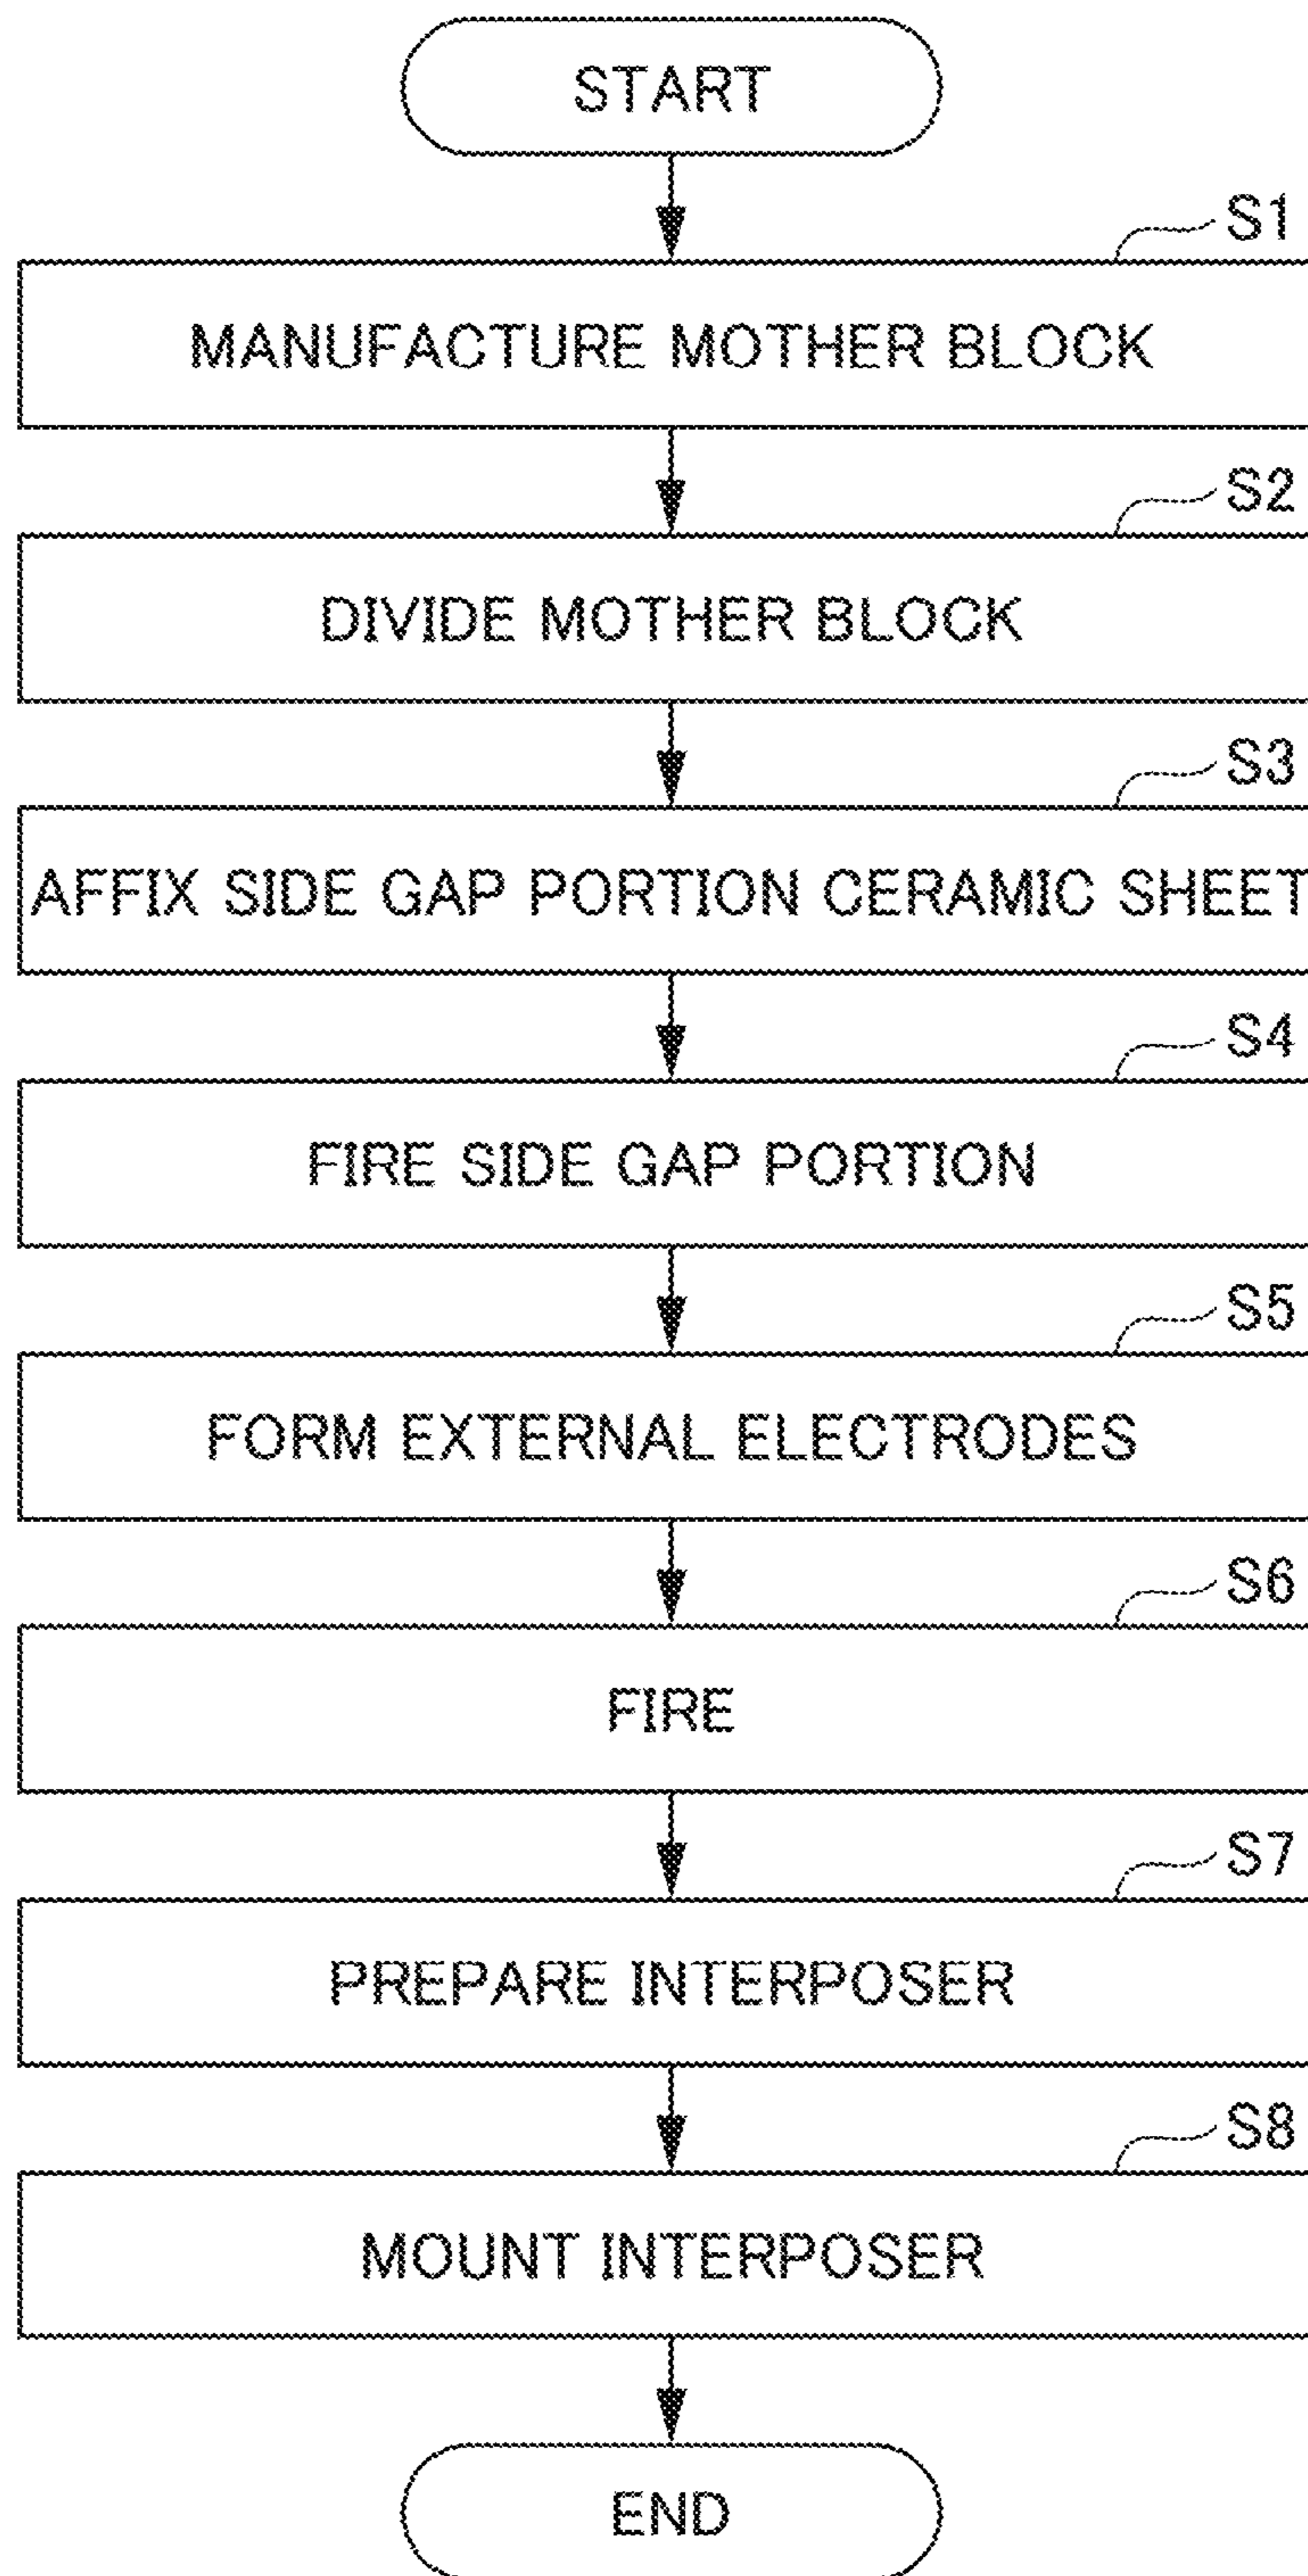 START
S1
MANUFACTURE MOTHER BLOCK
S2
DIVIDE MOTHER BLOCK
S3
AFFIX SIDE GAP PORTION CERAMIC SHEET
S4
FIRE SIDE GAP PORTION
S5
FORM EXTERNAL ELECTRODES
S6
FIRE
S7
PREPARE INTERPOSER
S8
MOUNT INTERPOSER
END